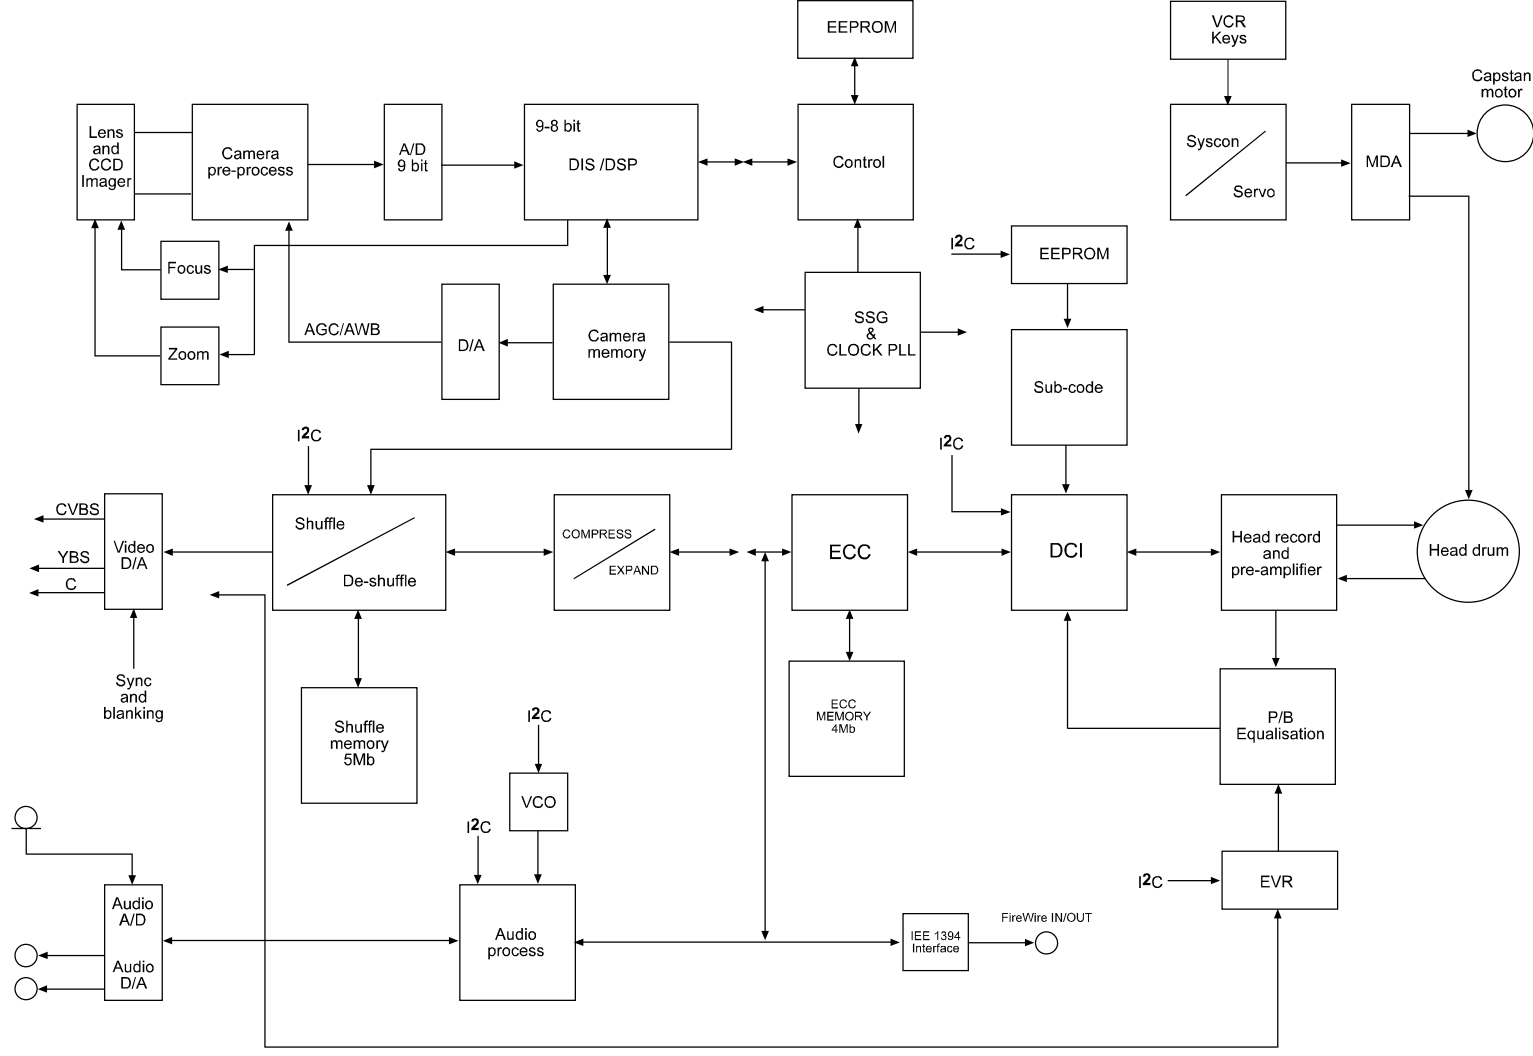 EEPROM
VCR
Keys
Capstan
motor
Lens
and
CCD
Imager
Camera
pre-process
A/D
9 bit
9-8 bit
DIS /DSP
Control
Syscon
Servo
MDA
Focus
Zoom
AGC/AWB
D/A
Camera
memory
SSG
&
CLOCK PLL
I2C
EEPROM
Sub-code
I2C
I2C
CVBS
YBS
C
Video
D/A
Shuffle
De-shuffle
COMPRESS
EXPAND
ECC
DCI
Head record
and
pre-amplifier
Head drum
Sync
and
blanking
Shuffle
memory
5Mb
ECC
MEMORY
4Mb
P/B
Equalisation
I2C
VCO
I2C
I2C
EVR
Audio
A/D
Audio
D/A
Audio
process
IEE 1394
Interface
FireWire IN/OUT